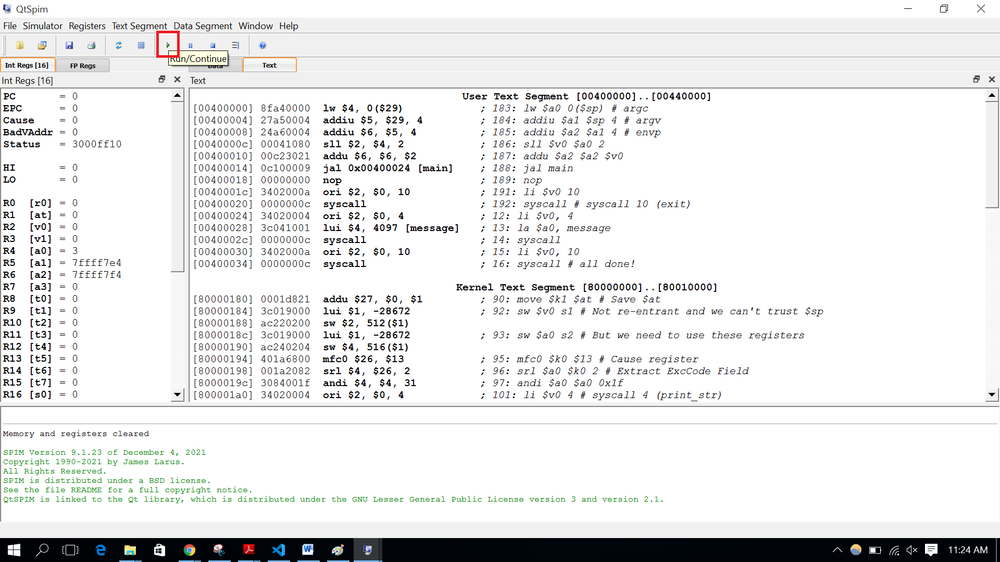 QtSpim
File Simulator Registers Text Segment Data Segment Window Help
Run/Continue
Int Regs [16] FP Regs Data Text
Int Regs [16]
PC = 0
EPC = 0
Cause = 0
BadVAddr = 0
Status = 3000ff10
HI = 0
LO = 0
R0 [r0] = 0
R1 [at] = 0
R2 [v0] = 0
R3 [v1] = 0
R4 [a0] = 3
R5 [a1] = 7ffff7e4
R6 [a2] = 7ffff7f4
R7 [a3] = 0
R8 [t0] = 0
R9 [t1] = 0
R10 [t2] = 0
R11 [t3] = 0
R12 [t4] = 0
R13 [t5] = 0
R14 [t6] = 0
R15 [t7] = 0
R16 [s0] = 0
Text
User Text Segment [00400000]..[00440000]
[00400000] 8fa40000 lw $4, 0($29) ; 183: lw $a0 0($sp) # argc
[00400004] 27a50004 addiu $5, $29, 4 ; 184: addiu $a1 $sp 4 # argv
[00400008] 24a60004 addiu $6, $5, 4 ; 185: addiu $a2 $a1 4 # envp
[0040000c] 00041080 sll $2, $4, 2 ; 186: sll $v0 $a0 2
[00400010] 00c23021 addu $6, $6, $2 ; 187: addu $a2 $a2 $v0
[00400014] 0c100009 jal 0x00400024 [main] ; 188: jal main
[00400018] 00000000 nop ; 189: nop
[0040001c] 3402000a ori $2, $0, 10 ; 191: li $v0 10
[00400020] 0000000c syscall ; 192: syscall # syscall 10 (exit)
[00400024] 34020004 ori $2, $0, 4 ; 12: li $v0, 4
[00400028] 3c041001 lui $4, 4097 [message] ; 13: la $a0, message
[0040002c] 0000000c syscall ; 14: syscall
[00400030] 3402000a ori $2, $0, 10 ; 15: li $v0, 10
[00400034] 0000000c syscall ; 16: syscall # all done!
Kernel Text Segment [80000000]..[80010000]
[80000180] 0001d821 addu $27, $0, $1 ; 90: move $k1 $at # Save $at
[80000184] 3c019000 lui $1, -28672 ; 92: sw $v0 s1 # Not re-entrant and we can't trust $sp
[80000188] ac220200 sw $2, 512($1)
[8000018c] 3c019000 lui $1, -28672 ; 93: sw $a0 s2 # But we need to use these registers
[80000190] ac240204 sw $4, 516($1)
[80000194] 401a6800 mfc0 $26, $13 ; 95: mfc0 $k0 $13 # Cause register
[80000198] 001a2082 srl $4, $26, 2 ; 96: srl $a0 $k0 2 # Extract ExcCode Field
[8000019c] 3084001f andi $4, $4, 31 ; 97: andi $a0 $a0 0x1f
[800001a0] 34020004 ori $2, $0, 4 ; 101: li $v0 4 # syscall 4 (print_str)
Memory and registers cleared
SPIM Version 9.1.23 of December 4, 2021
Copyright 1990-2021 by James Larus.
All Rights Reserved.
SPIM is distributed under a BSD license.
See the file README for a full copyright notice.
QtSPIM is linked to the Qt library, which is distributed under the GNU Lesser General Public License version 3 and version 2.1.
11:24 AM